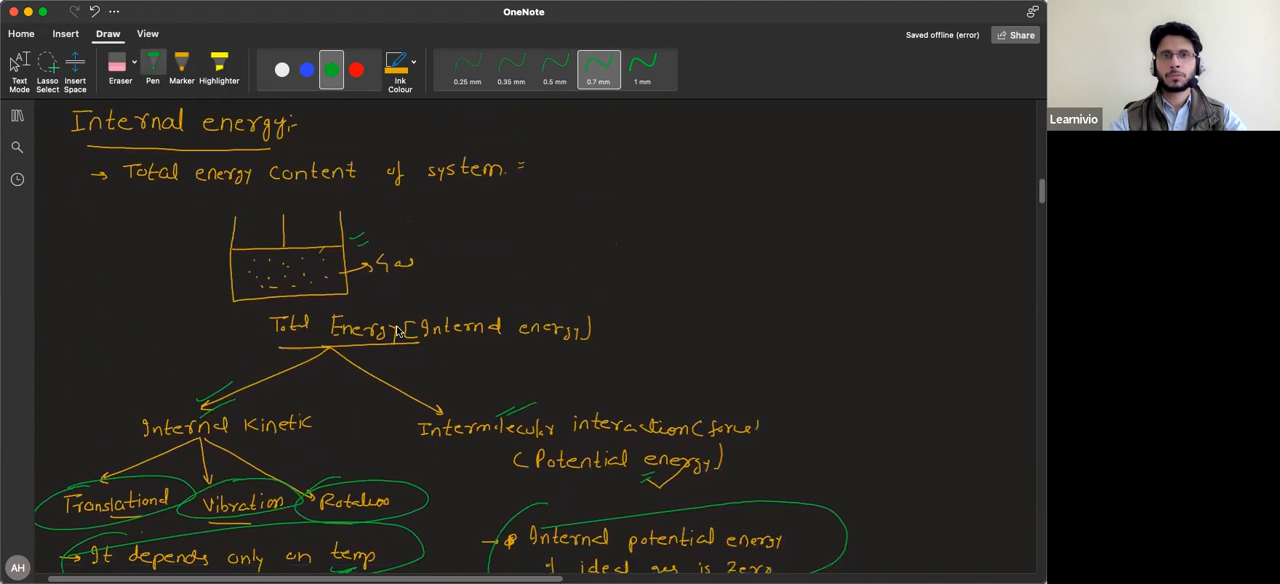 OneNote
Home Insert Draw View
Saved offline (error) Share
Text Mode
Lasso Select
Insert Space
Eraser
Pen
Marker
Highlighter
Ink Colour
0.25 mm 0.35 mm 0.5 mm 0.7 mm 1 mm
Learnivio
Internal energy:-
→ Total energy content of system =
→ Gas
Total Energy [Internal energy]
Internal Kinetic
Intermolecular interaction (force)
(Potential energy)
Translational Vibration Rotation
→ It depends only on temp
→ Internal potential energy
of ideal gas is Zero
AH